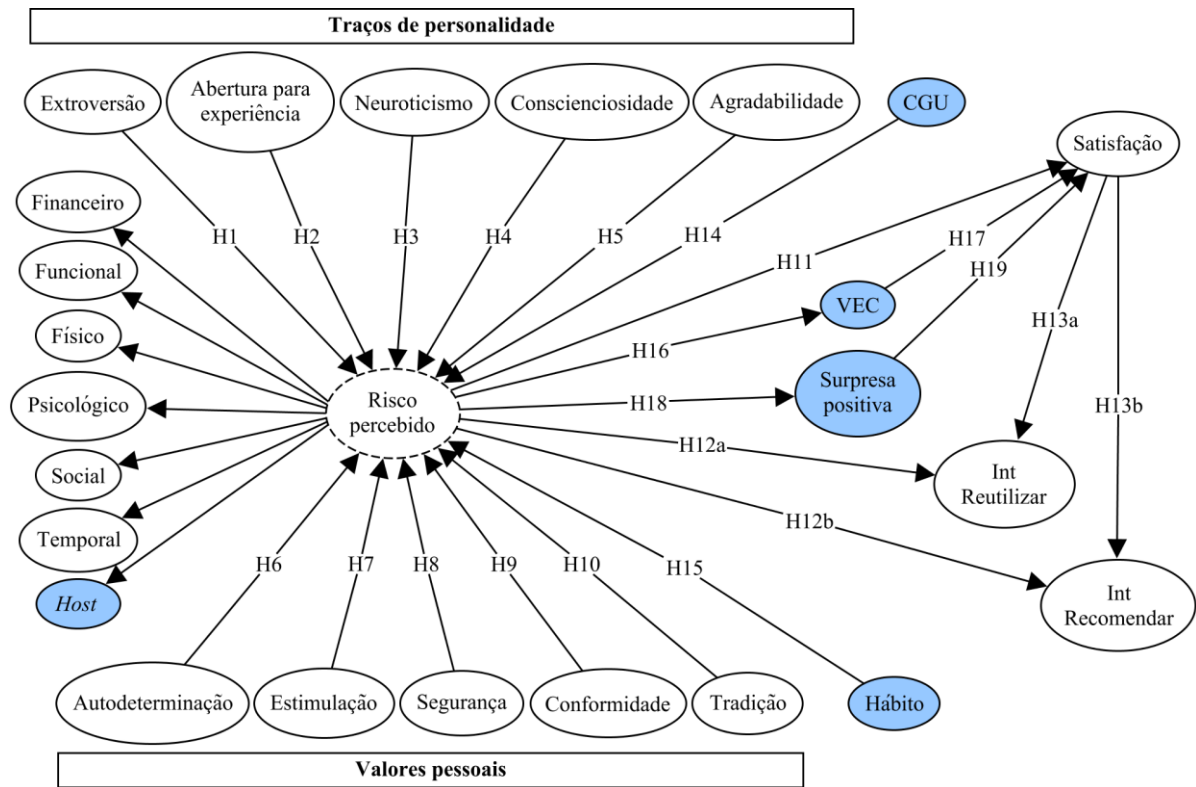 Traços de personalidade
Extroversão
Abertura para
experiência
Neuroticismo
Conscienciosidade
Agradabilidade
CGU
Satisfação
Financeiro
Funcional
Físico
Psicológico
Social
Temporal
Host
H1
H2
H3
H4
H5
H14
H11
H17
H19
VEC
H16
H13a
Surpresa
positiva
Risco
percebido
H18
H13b
H12a
Int
Reutilizar
H12b
H6
H7
H8
H9
H10
H15
Int
Recomendar
Autodeterminação
Estimulação
Segurança
Conformidade
Tradição
Hábito
Valores pessoais